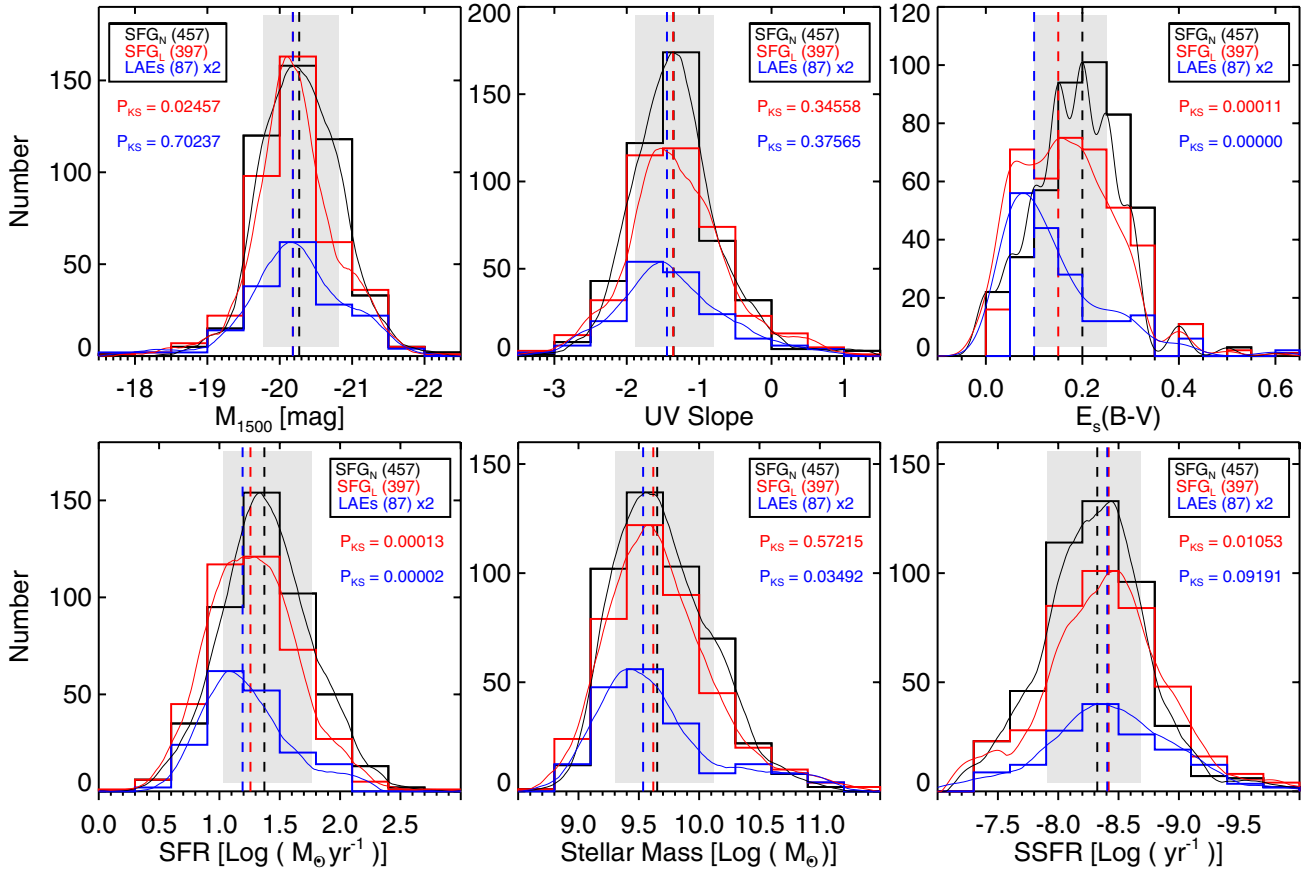 SFG_N (457)
SFG_L (397)
LAEs (87) x2
P_KS = 0.02457
P_KS = 0.70237
Number
150
100
50
0
-18 -19 -20 -21 -22
M_1500 [mag]
200
150
100
50
0
SFG_N (457)
SFG_L (397)
LAEs (87) x2
P_KS = 0.34558
P_KS = 0.37565
-3 -2 -1 0 1
UV Slope
120
100
80
60
40
20
0
SFG_N (457)
SFG_L (397)
LAEs (87) x2
P_KS = 0.00011
P_KS = 0.00000
0.0 0.2 0.4 0.6
E_s(B-V)
Number
150
100
50
0
SFG_N (457)
SFG_L (397)
LAEs (87) x2
P_KS = 0.00013
P_KS = 0.00002
0.0 0.5 1.0 1.5 2.0 2.5
SFR [Log ( M_⊙ yr^-1 )]
150
100
50
0
SFG_N (457)
SFG_L (397)
LAEs (87) x2
P_KS = 0.57215
P_KS = 0.03492
9.0 9.5 10.0 10.5 11.0
Stellar Mass [Log ( M_⊙)]
150
100
50
0
SFG_N (457)
SFG_L (397)
LAEs (87) x2
P_KS = 0.01053
P_KS = 0.09191
-7.5 -8.0 -8.5 -9.0 -9.5
SSFR [Log ( yr^-1 )]